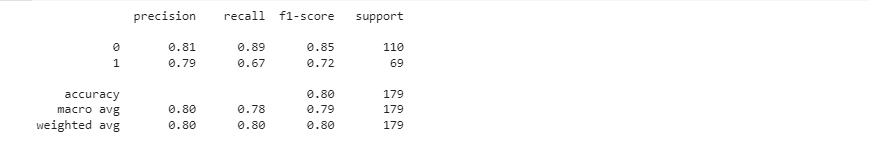 precision recall f1-score support
0 0.81 0.89 0.85 110
1 0.79 0.67 0.72 69
accuracy 0.80 179
macro avg 0.80 0.78 0.79 179
weighted avg 0.80 0.80 0.80 179